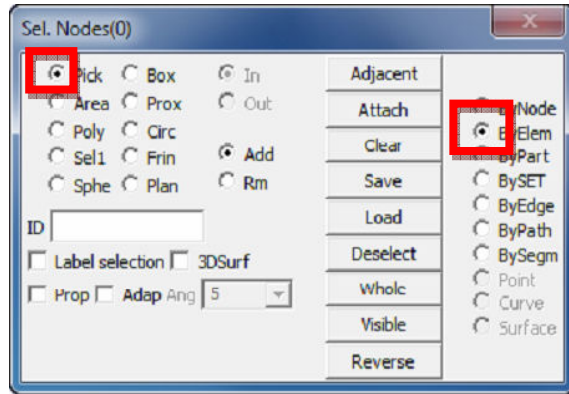 Sel. Nodes(0)
Pick Box In
Area Prox Out
Poly Circ
Sel1 Frin Add
Sphe Plan Rm
ID
Label selection 3DSurf
Prop Adap Ang 5
Adjacent
Attach
Clear
Save
Load
Deselect
Whole
Visible
Reverse
ByNode
ByElem
ByPart
BySET
ByEdge
ByPath
BySegm
Point
Curve
Surface